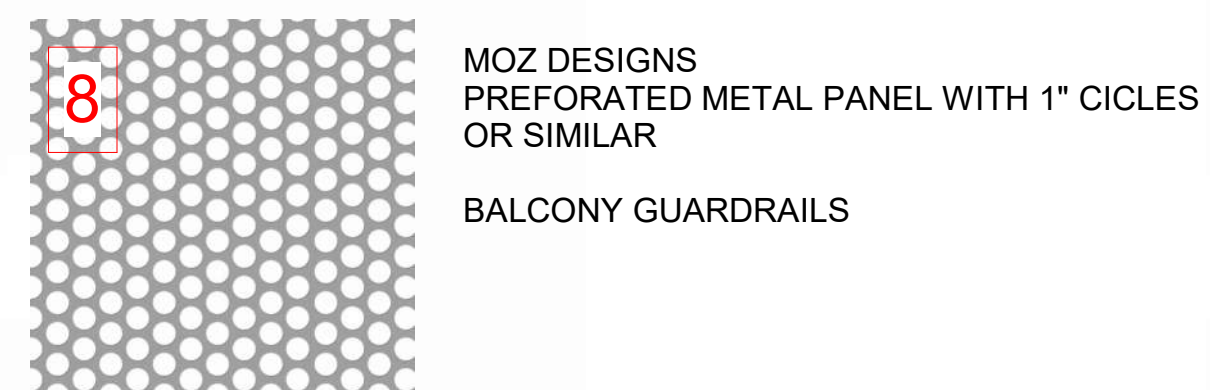 8
MOZ DESIGNS
PREFORATED METAL PANEL WITH 1" CICLES
OR SIMILAR
BALCONY GUARDRAILS